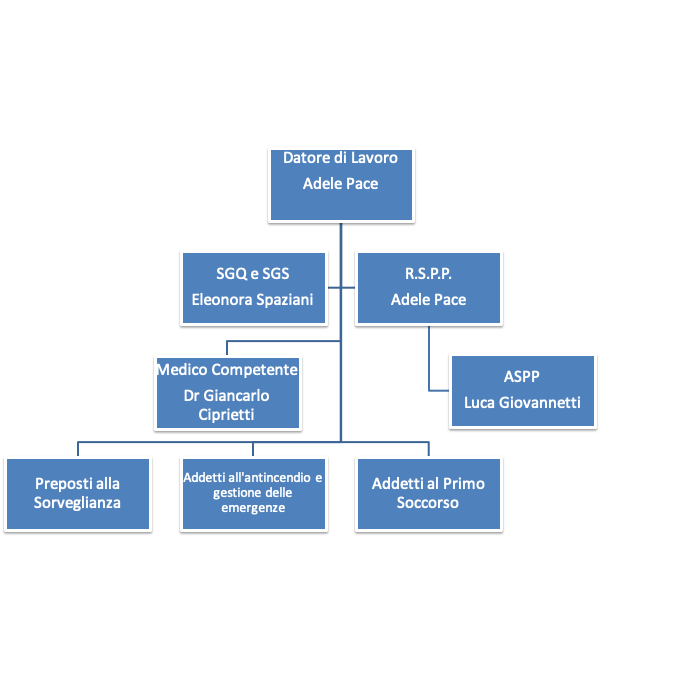 Datore di Lavoro
Adele Pace
SGQ e SGS
Eleonora Spaziani
R.S.P.P.
Adele Pace
Medico Competente
Dr Giancarlo
Ciprietti
ASPP
Luca Giovannetti
Preposti alla
Sorveglianza
Addetti all'antincendio e
gestione delle
emergenze
Addetti al Primo
Soccorso